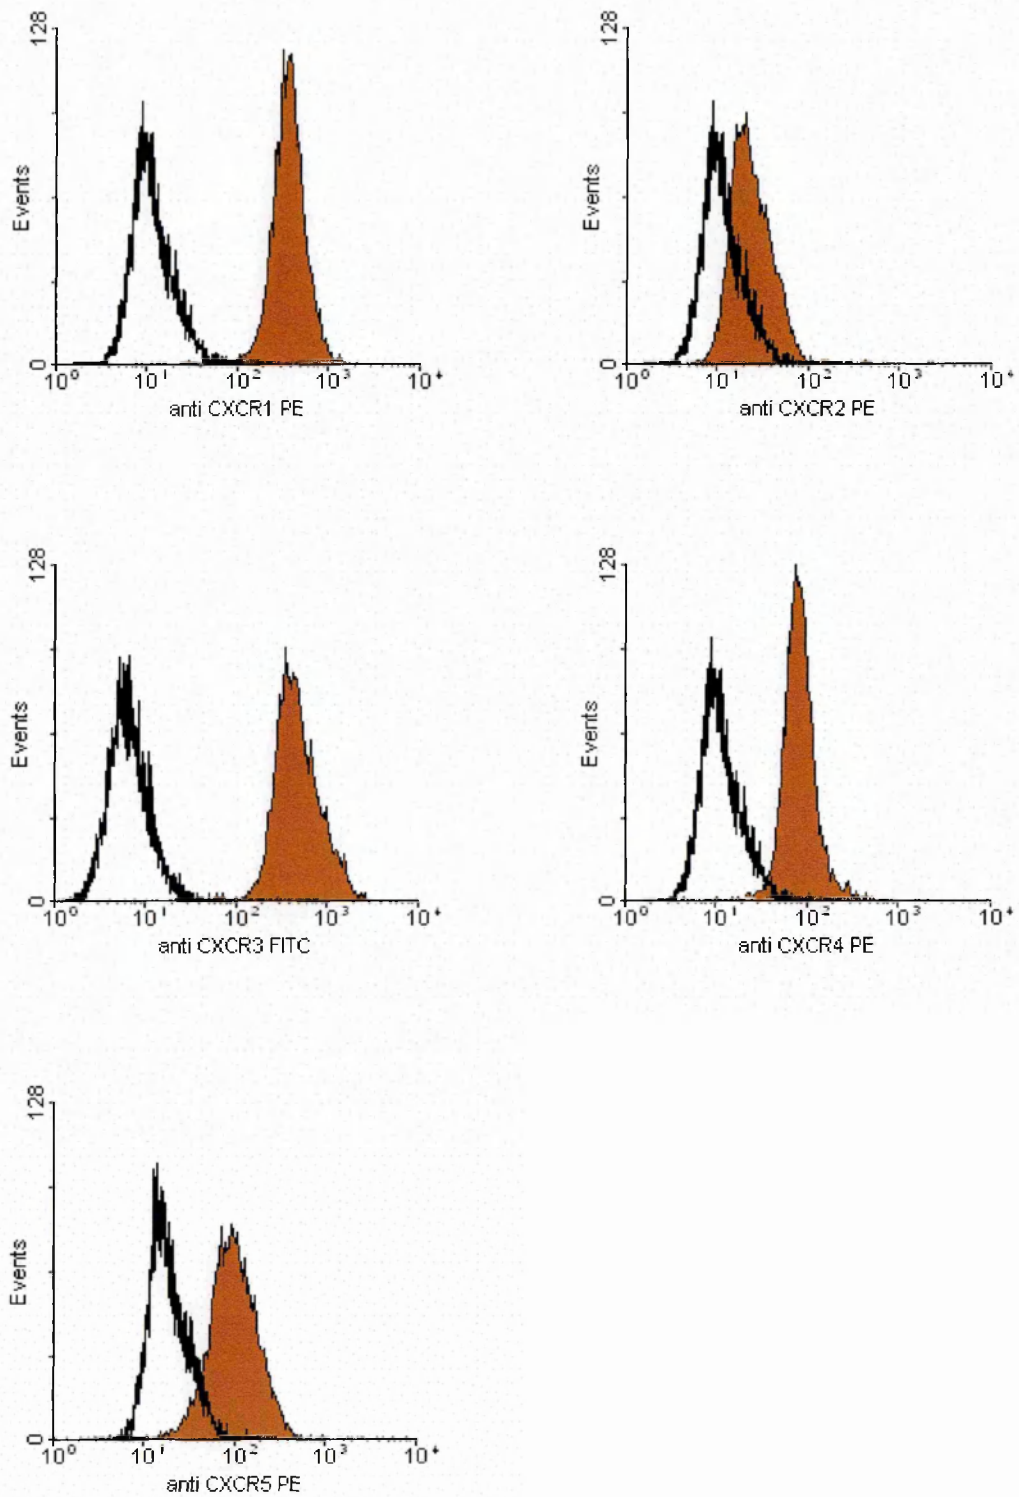 128
Events
0
10⁰ 10¹ 10² 10³ 10⁴
anti CXCR1 PE
128
Events
0
10⁰ 10¹ 10² 10³ 10⁴
anti CXCR2 PE
128
Events
0
10⁰ 10¹ 10² 10³ 10⁴
anti CXCR3 FITC
128
Events
0
10⁰ 10¹ 10² 10³ 10⁴
anti CXCR4 PE
128
Events
0
10⁰ 10¹ 10² 10³ 10⁴
anti CXCR5 PE